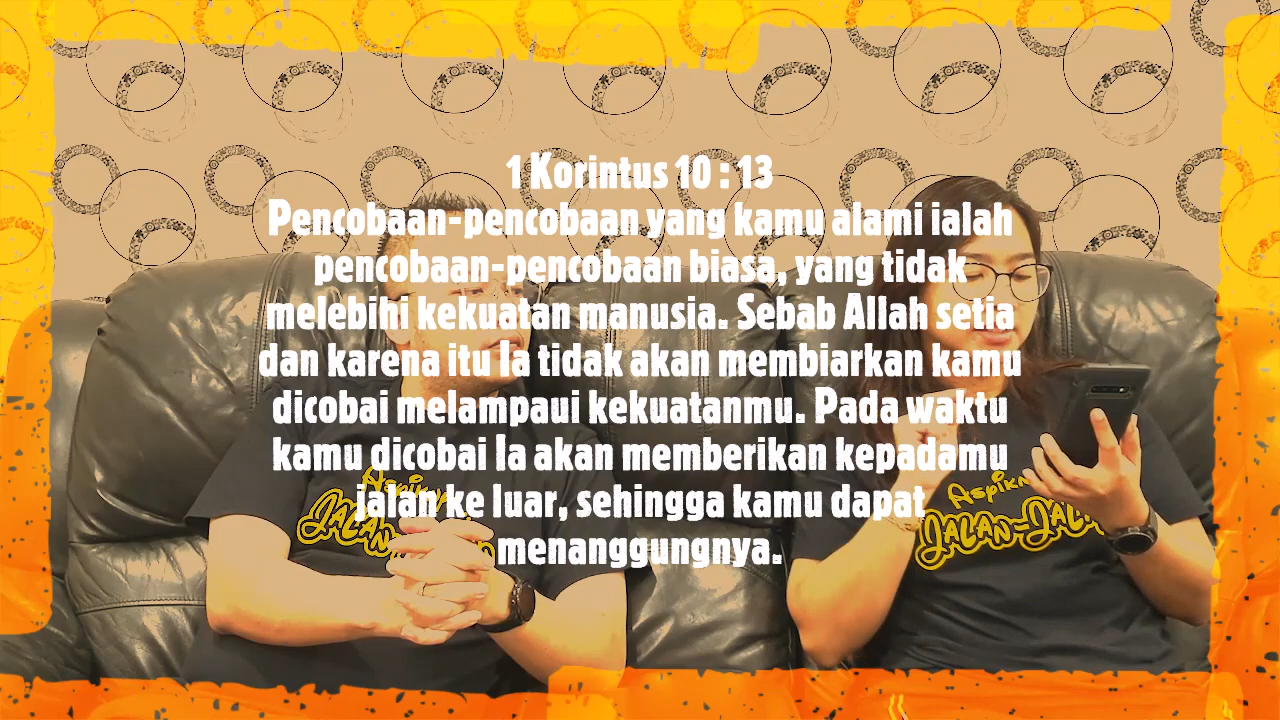 1 Korintus 10 : 13
Pencobaan-pencobaan yang kamu alami ialah
pencobaan-pencobaan biasa, yang tidak
melebihi kekuatan manusia. Sebab Allah setia
dan karena itu Ia tidak akan membiarkan kamu
dicobai melampaui kekuatanmu. Pada waktu
kamu dicobai Ia akan memberikan kepadamu
jalan ke luar, sehingga kamu dapat
menanggungnya.
JALAN-JALAN